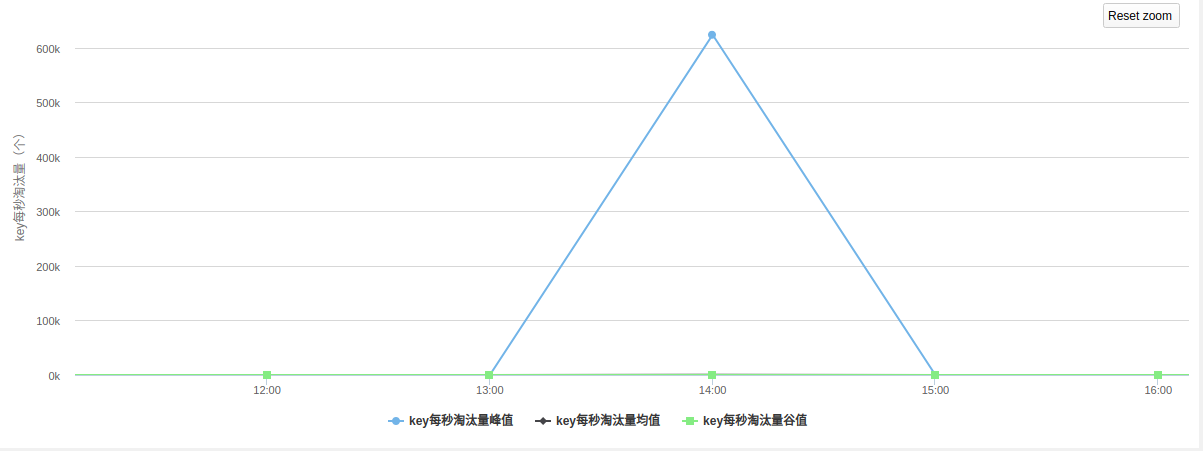 Reset zoom
key每秒淘汰量（个）
600k
500k
400k
300k
200k
100k
0k
12:00
13:00
14:00
15:00
16:00
key每秒淘汰量峰值
key每秒淘汰量均值
key每秒淘汰量谷值